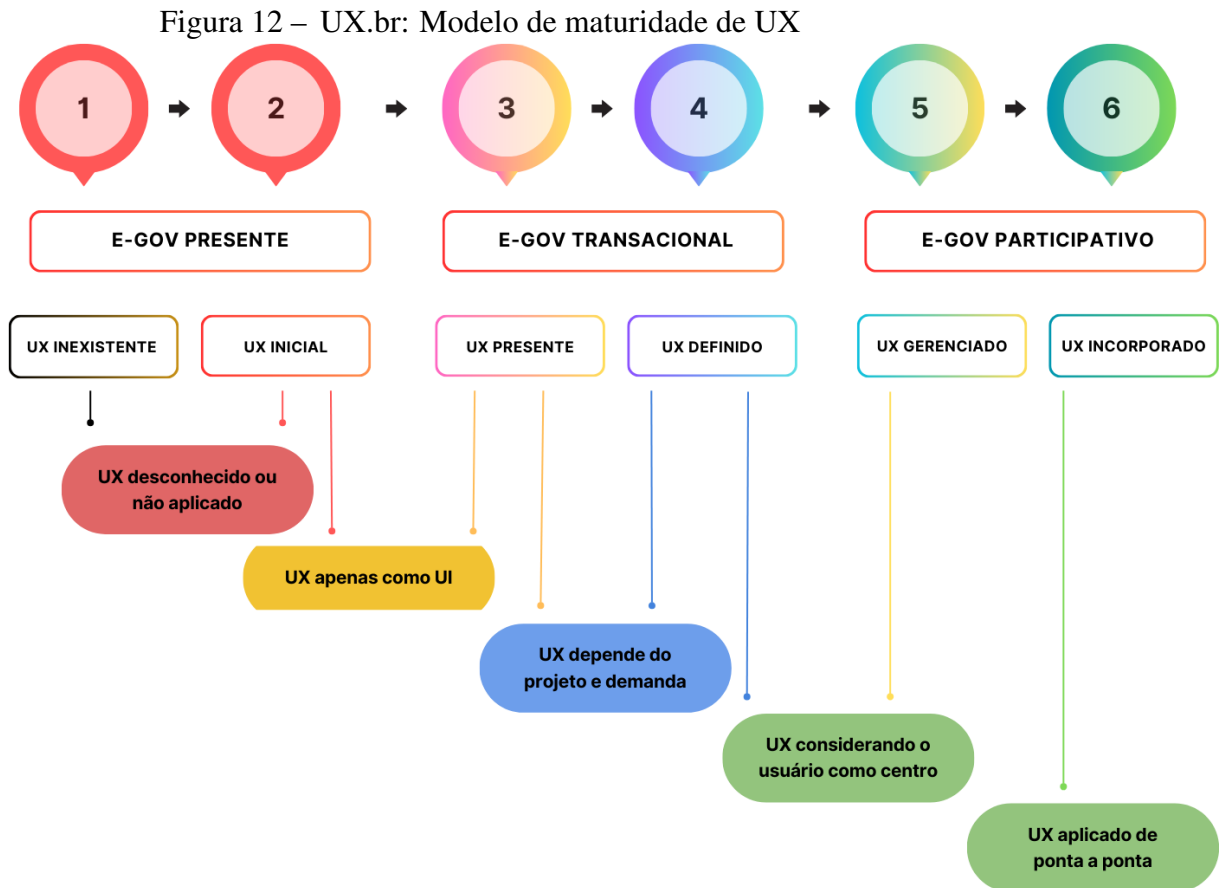 Figura 12 – UX.br: Modelo de maturidade de UX
1
2
3
4
5
6
E-GOV PRESENTE
E-GOV TRANSACIONAL
E-GOV PARTICIPATIVO
UX INEXISTENTE
UX INICIAL
UX PRESENTE
UX DEFINIDO
UX GERENCIADO
UX INCORPORADO
UX desconhecido ou
não aplicado
UX apenas como UI
UX depende do
projeto e demanda
UX considerando o
usuário como centro
UX aplicado de
ponta a ponta